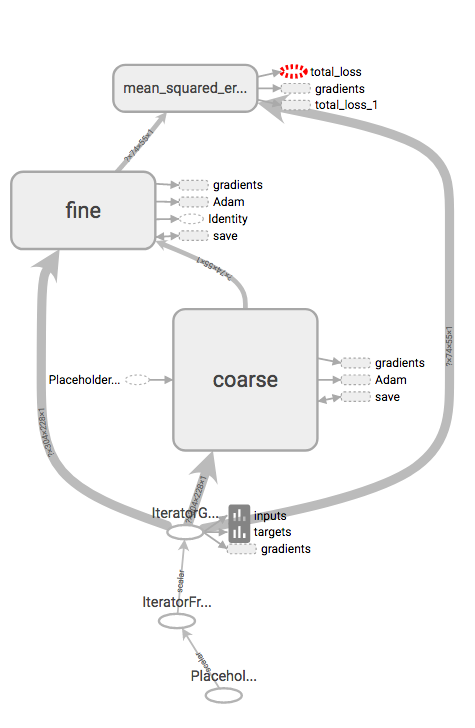 mean_squared_er...
total_loss
gradients
total_loss_1
?×74×55×1
fine
gradients
Adam
Identity
save
?×74×55×1
?×74×55×1
coarse
Placeholder...
gradients
Adam
save
?×304×228×1
?×304×228×1
IteratorG...
inputs
targets
gradients
scalar
IteratorFr...
scalar
Placehol...